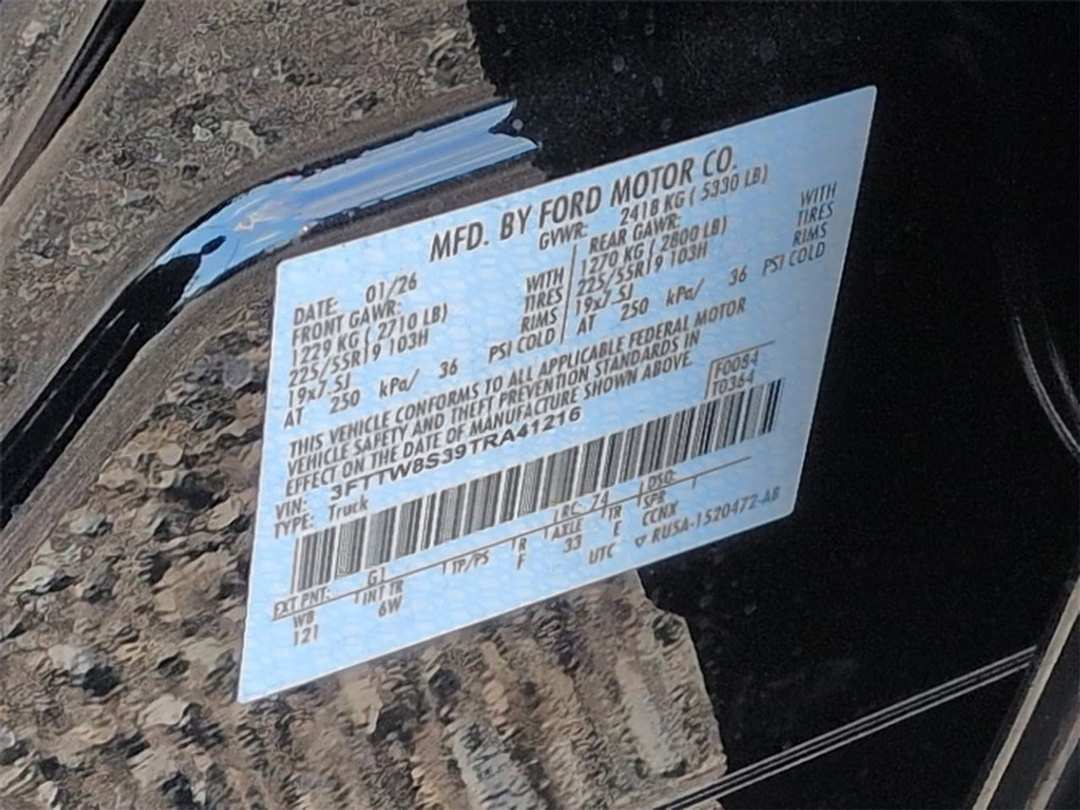 MFD. BY FORD MOTOR CO.
DATE: 01/26 GVWR: 2418 KG ( 5330 LB)
FRONT GAWR: REAR GAWR:
1229 KG ( 2710 LB) WITH 1270 KG ( 2800 LB) WITH
225/55R19 103H TIRES 225/55R19 103H TIRES
19x7.5J RIMS 19x7.5J RIMS
AT 250 kPa/ 36 PSI COLD AT 250 kPa/ 36 PSI COLD
THIS VEHICLE CONFORMS TO ALL APPLICABLE FEDERAL MOTOR
VEHICLE SAFETY AND THEFT PREVENTION STANDARDS IN
EFFECT ON THE DATE OF MANUFACTURE SHOWN ABOVE.
VIN: 3FTTW8S39TRA41216 F0084
TYPE: Truck T0364
EXT PNT: G1 RC: 74 DSO:
WB INT TR TP/PS R AXLE TR SPR
121 6W F 33 E CCNX
UTC ▽ RUSA-1520472-AB